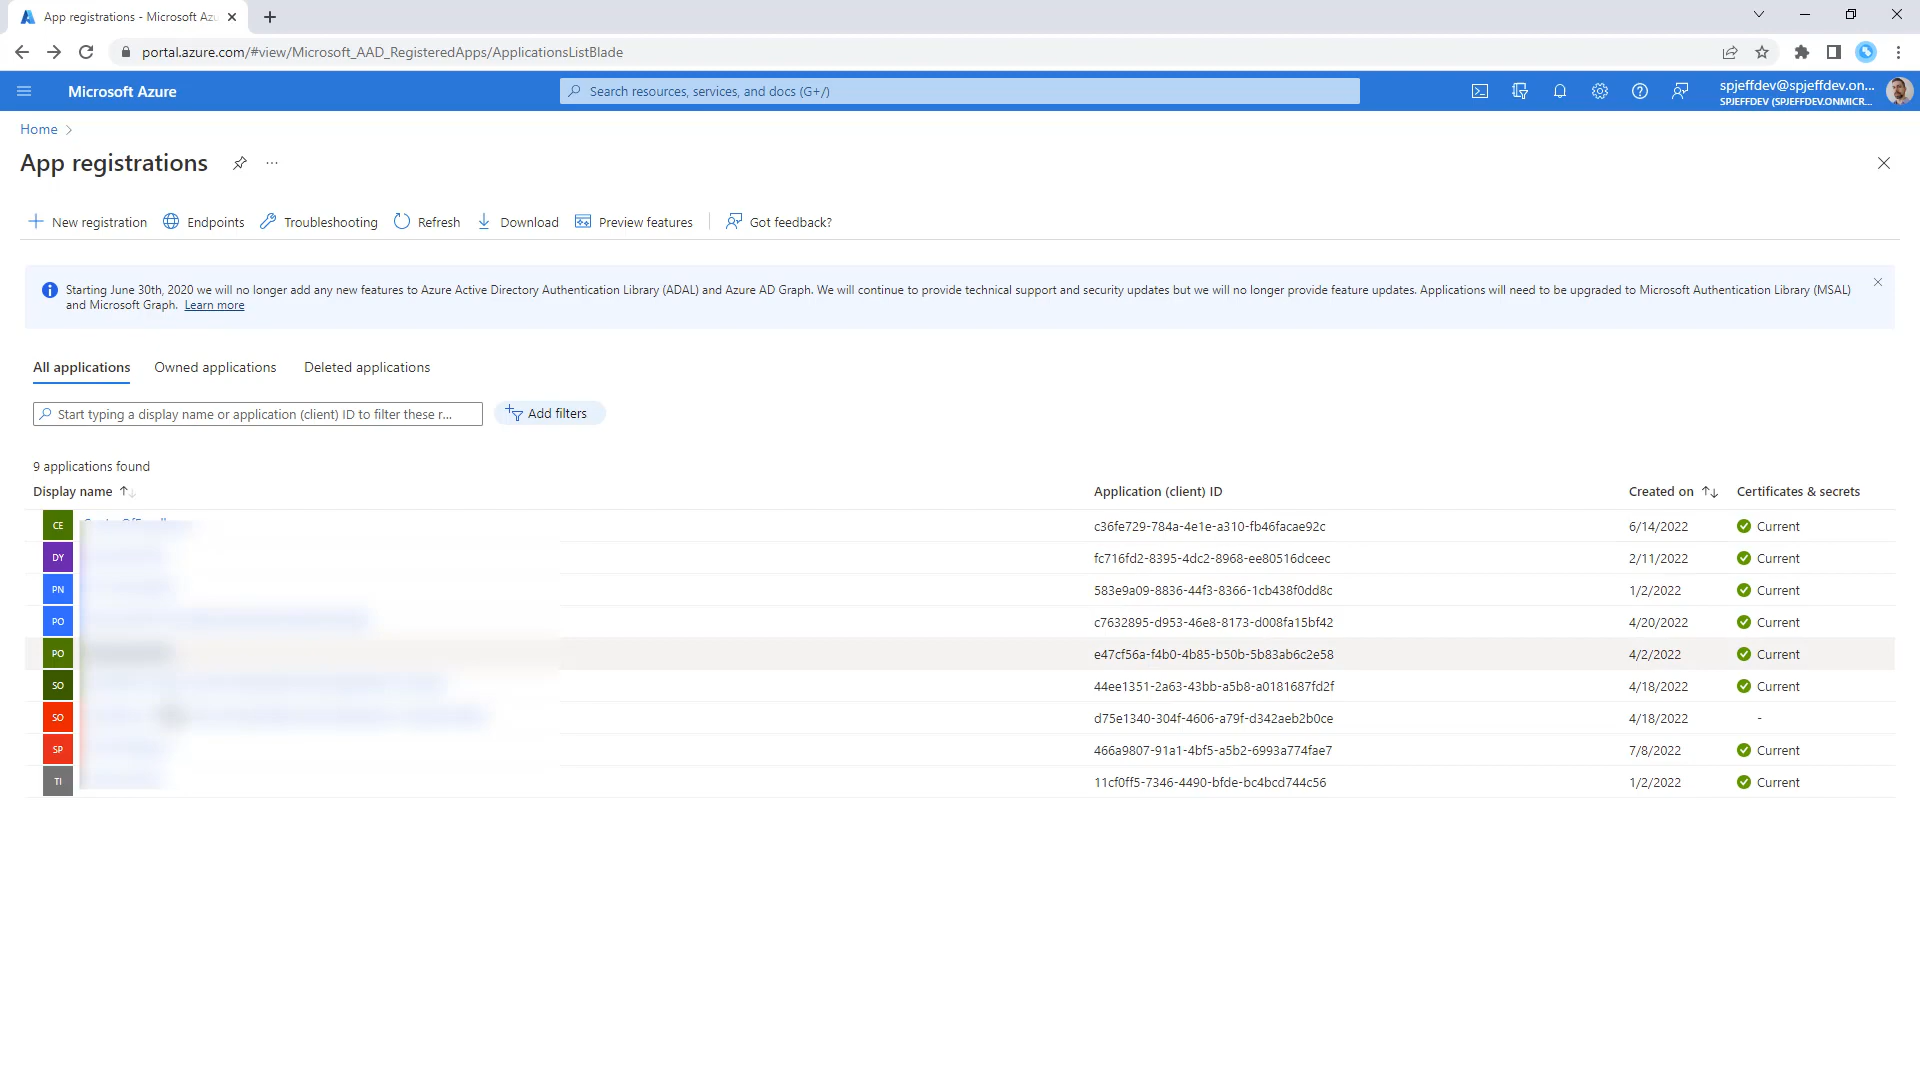 App registrations - Microsoft Azu
portal.azure.com/#view/Microsoft_AAD_RegisteredApps/ApplicationsListBlade
Microsoft Azure
Search resources, services, and docs (G+/)
spjeffdev@spjeffdev.on...
SPJEFFDEV (SPJEFFDEV.ONMICR...
Home
App registrations
New registration
Endpoints
Troubleshooting
Refresh
Download
Preview features
Got feedback?
Starting June 30th, 2020 we will no longer add any new features to Azure Active Directory Authentication Library (ADAL) and Azure AD Graph. We will continue to provide technical support and security updates but we will no longer provide feature updates. Applications will need to be upgraded to Microsoft Authentication Library (MSAL)
and Microsoft Graph. Learn more
All applications
Owned applications
Deleted applications
Start typing a display name or application (client) ID to filter these r...
Add filters
9 applications found
Display name
Application (client) ID
Created on
Certificates & secrets
CE c36fe729-784a-4e1e-a310-fb46facae92c 6/14/2022 Current
DY fc716fd2-8395-4dc2-8968-ee80516dceec 2/11/2022 Current
PN 583e9a09-8836-44f3-8366-1cb438f0dd8c 1/2/2022 Current
PO c7632895-d953-46e8-8173-d008fa15bf42 4/20/2022 Current
PO e47cf56a-f4b0-4b85-b50b-5b83ab6c2e58 4/2/2022 Current
SO 44ee1351-2a63-43bb-a5b8-a0181687fd2f 4/18/2022 Current
SO d75e1340-304f-4606-a79f-d342aeb2b0ce 4/18/2022 -
SP 466a9807-91a1-4bf5-a5b2-6993a774fae7 7/8/2022 Current
TI 11cf0ff5-7346-4490-bfde-bc4bcd744c56 1/2/2022 Current